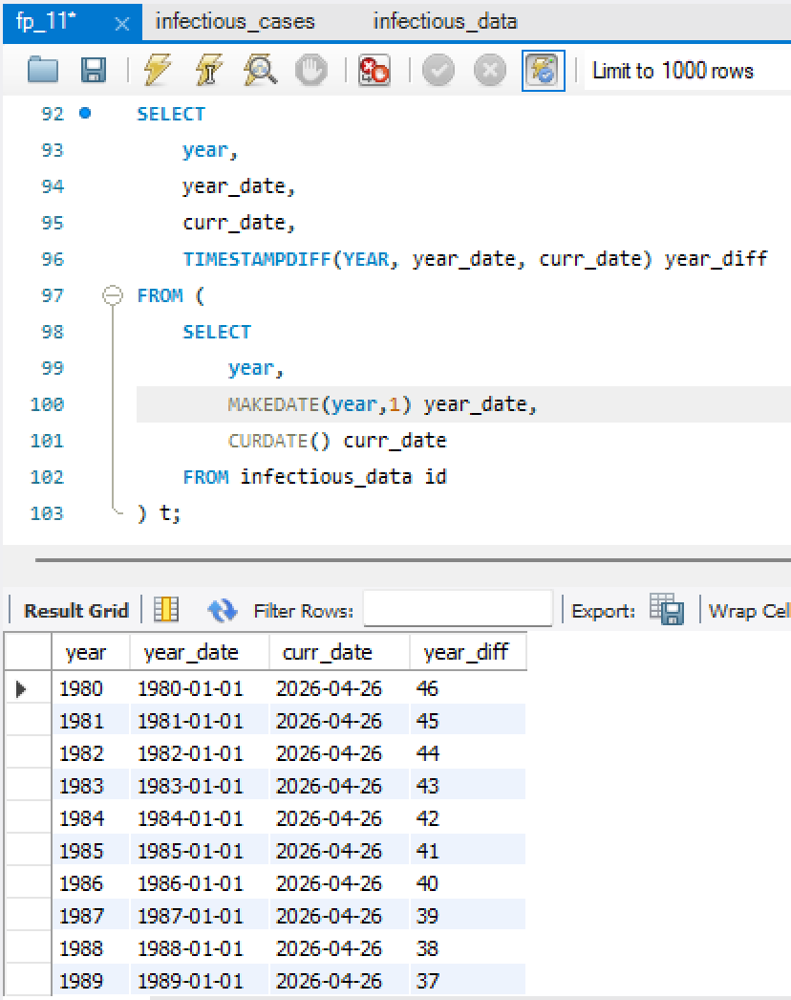 fp_11* × infectious_cases infectious_data
Limit to 1000 rows
92 SELECT
93 year,
94 year_date,
95 curr_date,
96 TIMESTAMPDIFF(YEAR, year_date, curr_date) year_diff
97 FROM (
98 SELECT
99 year,
100 MAKEDATE(year,1) year_date,
101 CURDATE() curr_date
102 FROM infectious_data id
103 ) t;
Result Grid Filter Rows: Export: Wrap Cel
year year_date curr_date year_diff
1980 1980-01-01 2026-04-26 46
1981 1981-01-01 2026-04-26 45
1982 1982-01-01 2026-04-26 44
1983 1983-01-01 2026-04-26 43
1984 1984-01-01 2026-04-26 42
1985 1985-01-01 2026-04-26 41
1986 1986-01-01 2026-04-26 40
1987 1987-01-01 2026-04-26 39
1988 1988-01-01 2026-04-26 38
1989 1989-01-01 2026-04-26 37